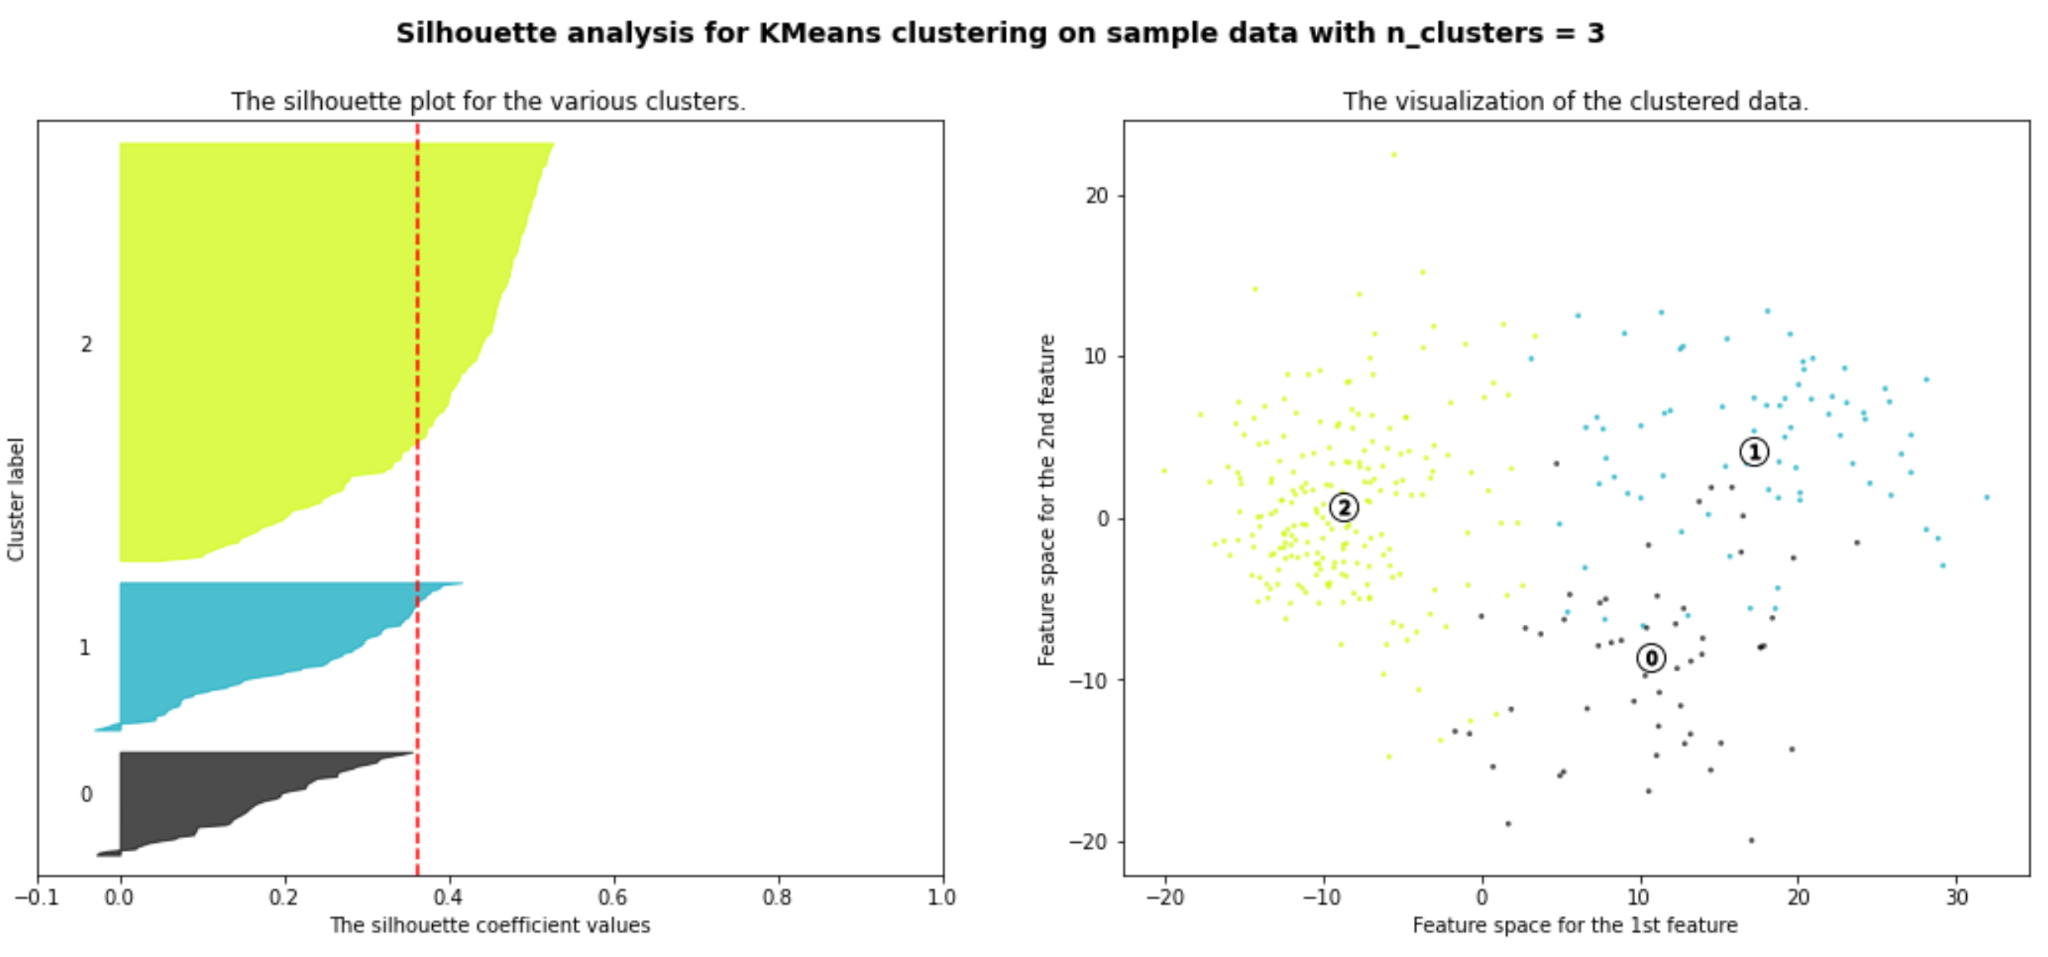 Silhouette analysis for KMeans clustering on sample data with n_clusters = 3
The silhouette plot for the various clusters.
Cluster label
2
1
0
−0.1 0.0 0.2 0.4 0.6 0.8 1.0
The silhouette coefficient values
The visualization of the clustered data.
Feature space for the 2nd feature
20
10
0
−10
−20
1
2
0
−20 −10 0 10 20 30
Feature space for the 1st feature